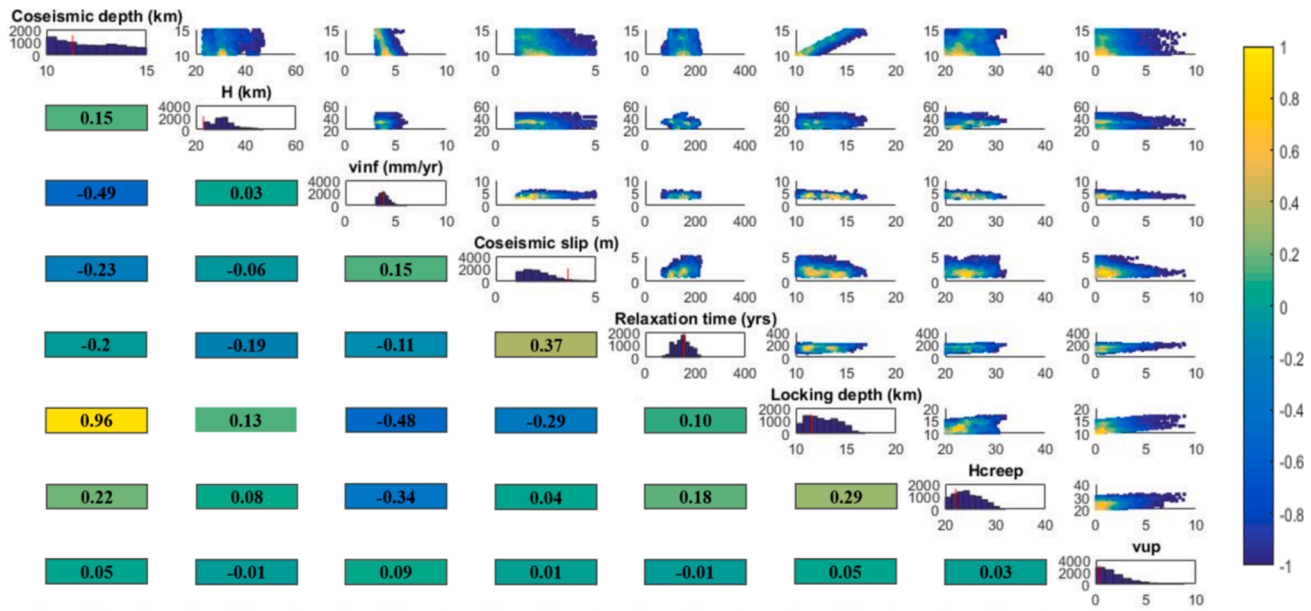 Coseismic depth (km)
2000
1000
0
10 15
15
10
20 40 60
15
10
0 5 10
15
10
5
15
10
0 200 400
15
10
10 15 20
15
10
20 30 40
15
10
0 5 10
1
0.8
0.6
0.4
0.2
0
-0.2
-0.4
-0.6
-0.8
-1
H (km)
0.15
4000
2000
0
20 40 60
60
40
20
0 5 10
60
40
20
5
60
40
20
0 200 400
60
40
20
10 15 20
60
40
20
20 30 40
60
40
20
0 5 10
vinf (mm/yr)
-0.49 0.03
4000
2000
0
0 5 10
10
5
0
5
10
5
0
0 200 400
10
5
0
10 15 20
10
5
0
20 30 40
10
5
0
0 5 10
Coseismic slip (m)
-0.23 -0.06 0.15
4000
2000
0
5
5
0
0 200 400
5
0
10 15 20
5
0
20 30 40
5
0
0 5 10
Relaxation time (yrs)
-0.2 -0.19 -0.11 0.37
2000
1000
0
0 200 400
400
200
0
10 15 20
400
200
0
20 30 40
400
200
0
0 5 10
Locking depth (km)
0.96 0.13 -0.48 -0.29 0.10
2000
1000
0
10 15 20
20
15
10
20 30 40
20
15
10
0 5 10
Hcreep
0.22 0.08 -0.34 0.04 0.18 0.29
2000
1000
0
20 30 40
40
30
20
0 5 10
vup
0.05 -0.01 0.09 0.01 -0.01 0.05 0.03
4000
2000
0
0 5 10